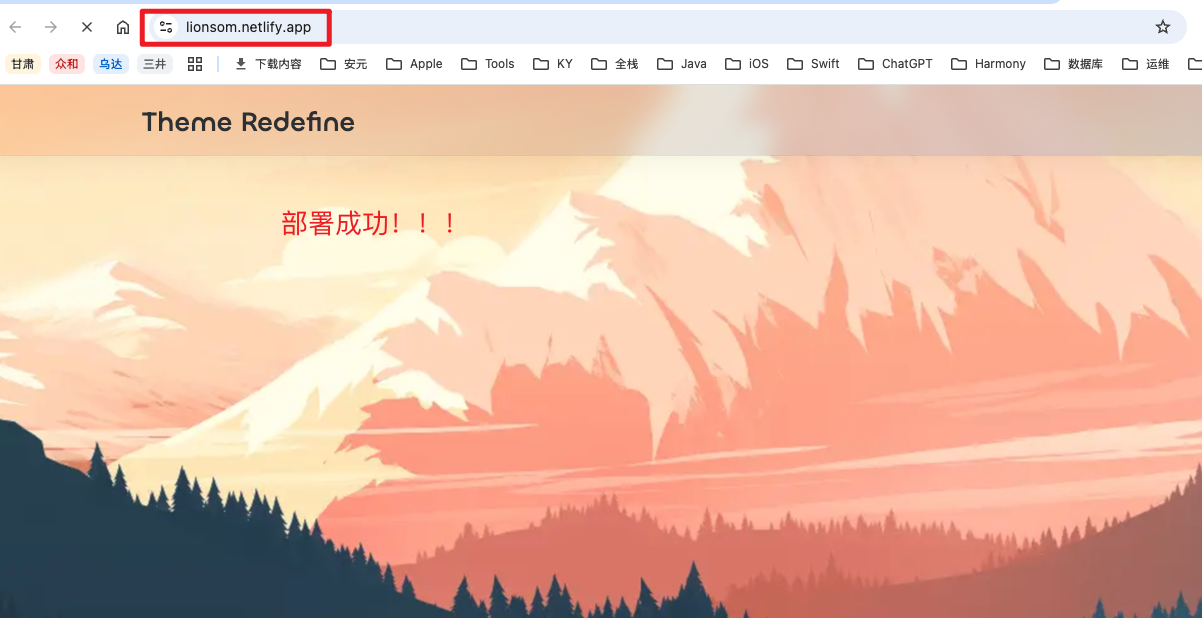 lionsom.netlify.app
甘肃 众和 乌达 三井 下载内容 安元 Apple Tools KY 全栈 Java iOS Swift ChatGPT Harmony 数据库 运维
Theme Redefine
部署成功！！！